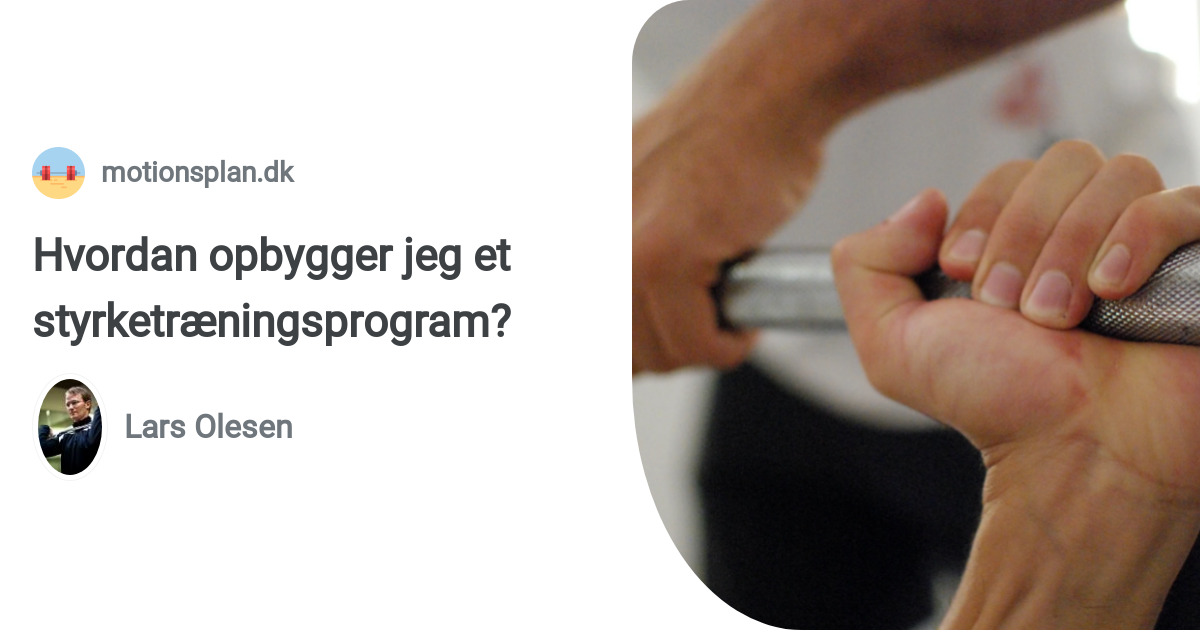 motionsplan.dk
Hvordan opbygger jeg et
styrketræningsprogram?
Lars Olesen